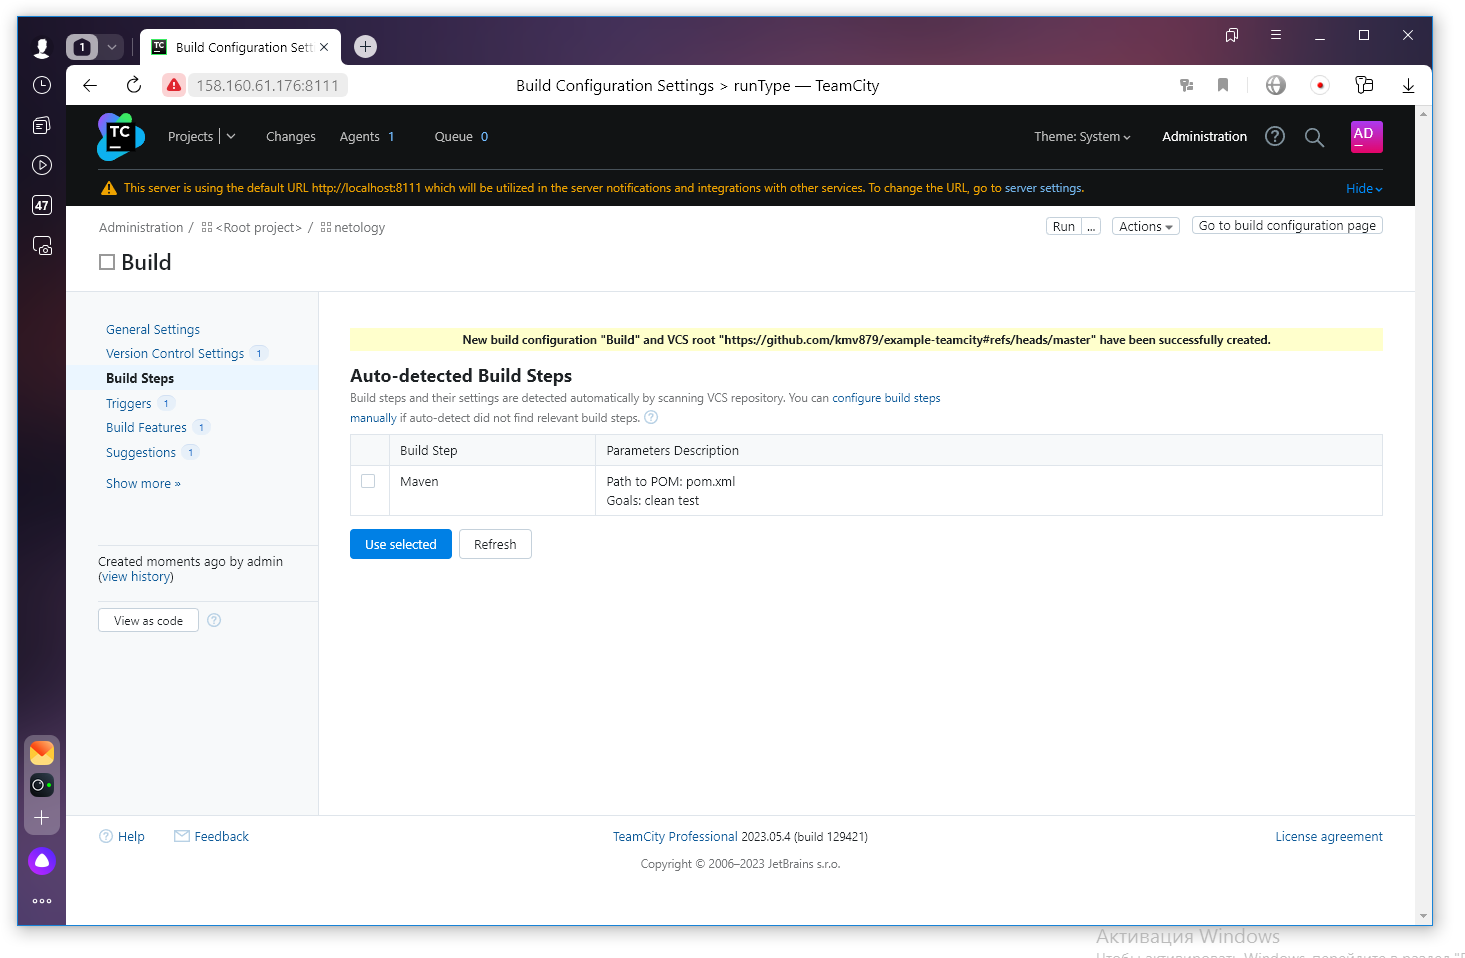 1
TC
Build Configuration Sett
158.160.61.176:8111
Build Configuration Settings > runType — TeamCity
47
TC
Projects
Changes
Agents 1
Queue 0
Theme: System
Administration
?
AD
This server is using the default URL http://localhost:8111 which will be utilized in the server notifications and integrations with other services. To change the URL, go to server settings.
Hide
Administration / <Root project> / netology
Run ...
Actions
Go to build configuration page
Build
General Settings
Version Control Settings 1
Build Steps
Triggers 1
Build Features 1
Suggestions 1
Show more »
Created moments ago by admin
(view history)
View as code ?
New build configuration "Build" and VCS root "https://github.com/kmv879/example-teamcity#refs/heads/master" have been successfully created.
Auto-detected Build Steps
Build steps and their settings are detected automatically by scanning VCS repository. You can configure build steps
manually if auto-detect did not find relevant build steps. ?
Build Step
Parameters Description
Maven
Path to POM: pom.xml
Goals: clean test
Use selected
Refresh
? Help
Feedback
TeamCity Professional 2023.05.4 (build 129421)
License agreement
Copyright © 2006–2023 JetBrains s.r.o.
Активация Windows
Чтобы активировать Windows, перейдите в раздел